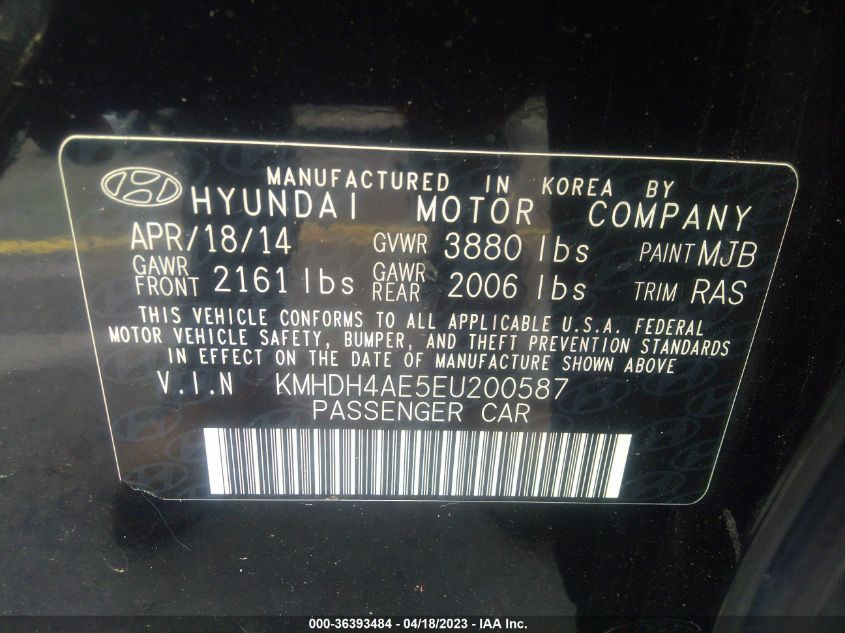 MANUFACTURED IN KOREA BY
HYUNDAI MOTOR COMPANY
APR/18/14 GVWR 3880 lbs PAINT MJB
GAWR FRONT 2161 lbs GAWR REAR 2006 lbs TRIM RAS
THIS VEHICLE CONFORMS TO ALL APPLICABLE U.S.A. FEDERAL
MOTOR VEHICLE SAFETY, BUMPER, AND THEFT PREVENTION STANDARDS
IN EFFECT ON THE DATE OF MANUFACTURE SHOWN ABOVE
V.I.N KMHDH4AE5EU200587
PASSENGER CAR
000-36393484 - 04/18/2023 - IAA Inc.